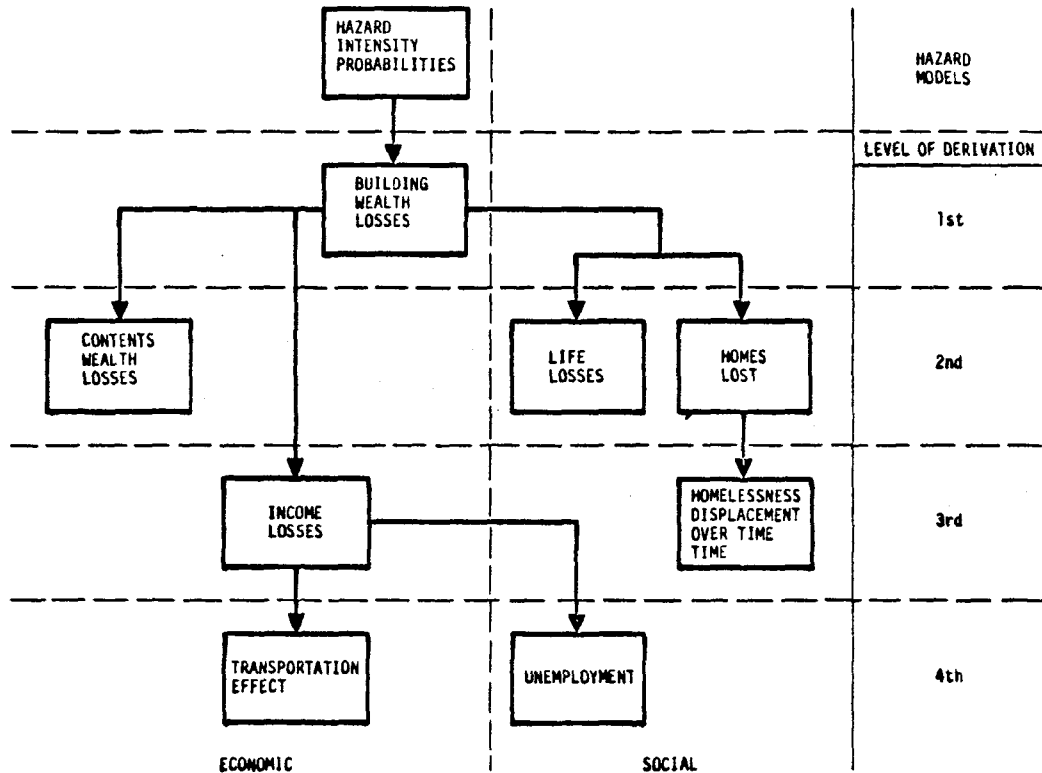 HAZARD
INTENSITY
PROBABILITIES
HAZARD
MODELS
LEVEL OF DERIVATION
BUILDING
WEALTH
LOSSES
1st
CONTENTS
WEALTH
LOSSES
LIFE
LOSSES
HOMES
LOST
2nd
INCOME
LOSSES
HOMELESSNESS
DISPLACEMENT
OVER TIME
TIME
3rd
TRANSPORTATION
EFFECT
UNEMPLOYMENT
4th
ECONOMIC
SOCIAL